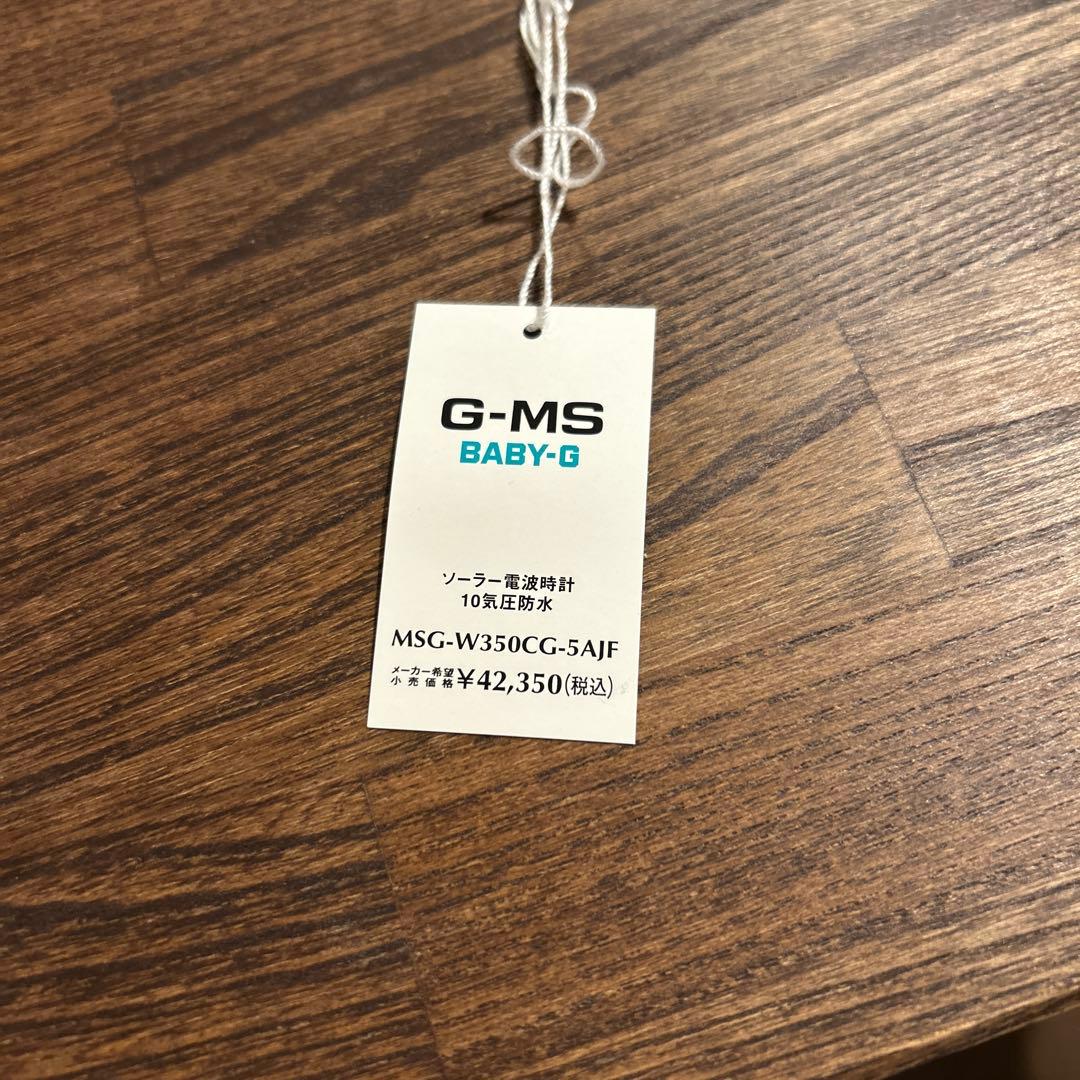 G-MS
BABY-G
ソーラー電波時計
10気圧防水
MSG-W350CG-5AJF
メーカー希望小売価格 ¥42,350(税込)